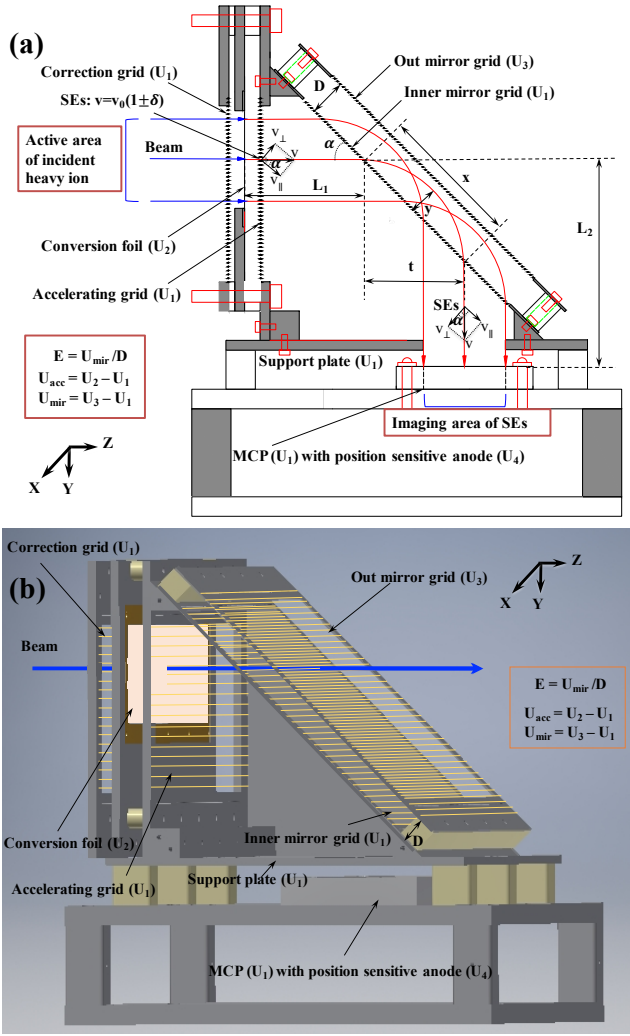 (a)
Correction grid (U1)
SEs: v=v0(1±δ)
Active area
of incident
heavy ion
Beam
Conversion foil (U2)
Accelerating grid (U1)
Out mirror grid (U3)
Inner mirror grid (U1)
D
α
v⊥
v
α
v∥
L1
x
y
L2
t
SEs
v⊥
α
v∥
v
E = Umir/D
Uacc = U2 – U1
Umir = U3 – U1
Support plate (U1)
Imaging area of SEs
MCP (U1) with position sensitive anode (U4)
Z
X
Y
(b)
Correction grid (U1)
Out mirror grid (U3)
Z
X
Y
Beam
E = Umir/D
Uacc = U2 – U1
Umir = U3 – U1
Conversion foil (U2)
Inner mirror grid (U1)
D
Accelerating grid (U1)
Support plate (U1)
MCP (U1) with position sensitive anode (U4)